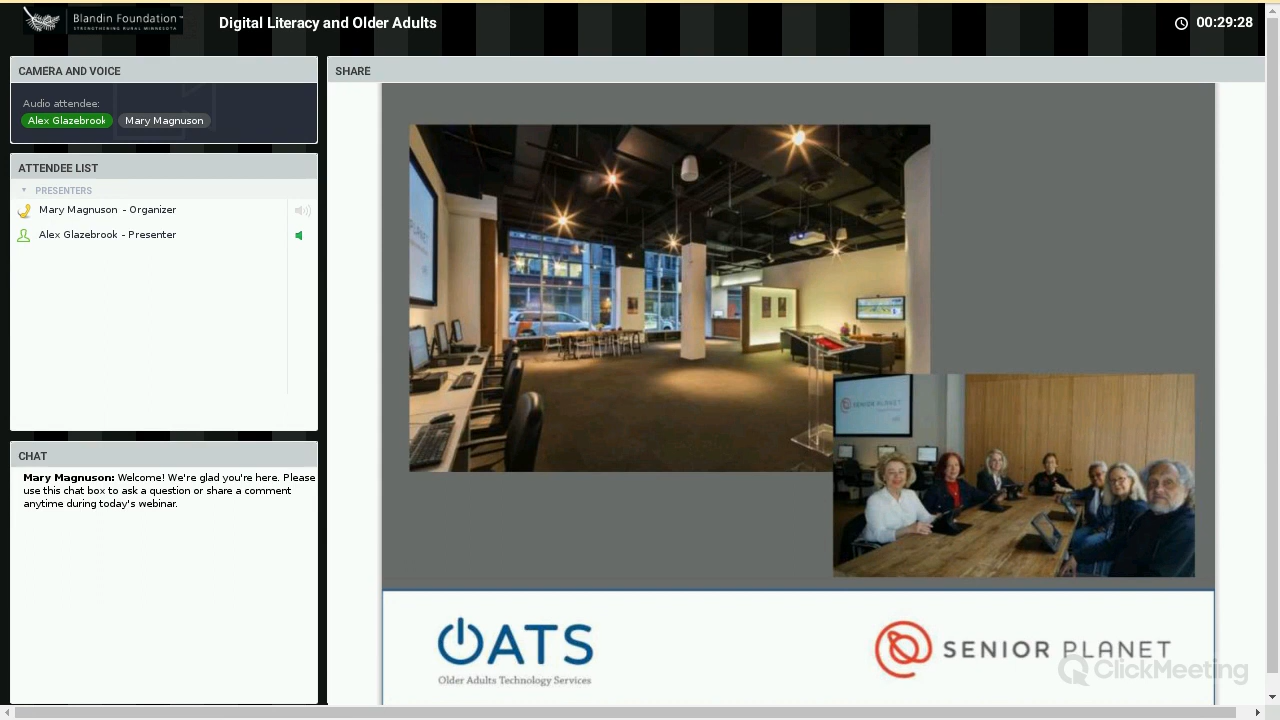 Blandin Foundation™
STRENGTHENING RURAL MINNESOTA
Digital Literacy and Older Adults
00:29:28
CAMERA AND VOICE
Audio attendee:
Alex Glazebrook
Mary Magnuson
ATTENDEE LIST
PRESENTERS
Mary Magnuson - Organizer
Alex Glazebrook - Presenter
CHAT
Mary Magnuson: Welcome! We're glad you're here. Please
use this chat box to ask a question or share a comment
anytime during today's webinar.
SHARE
SENIOR PLANET
OATS
Older Adults Technology Services
SENIOR PLANET
ClickMeeting